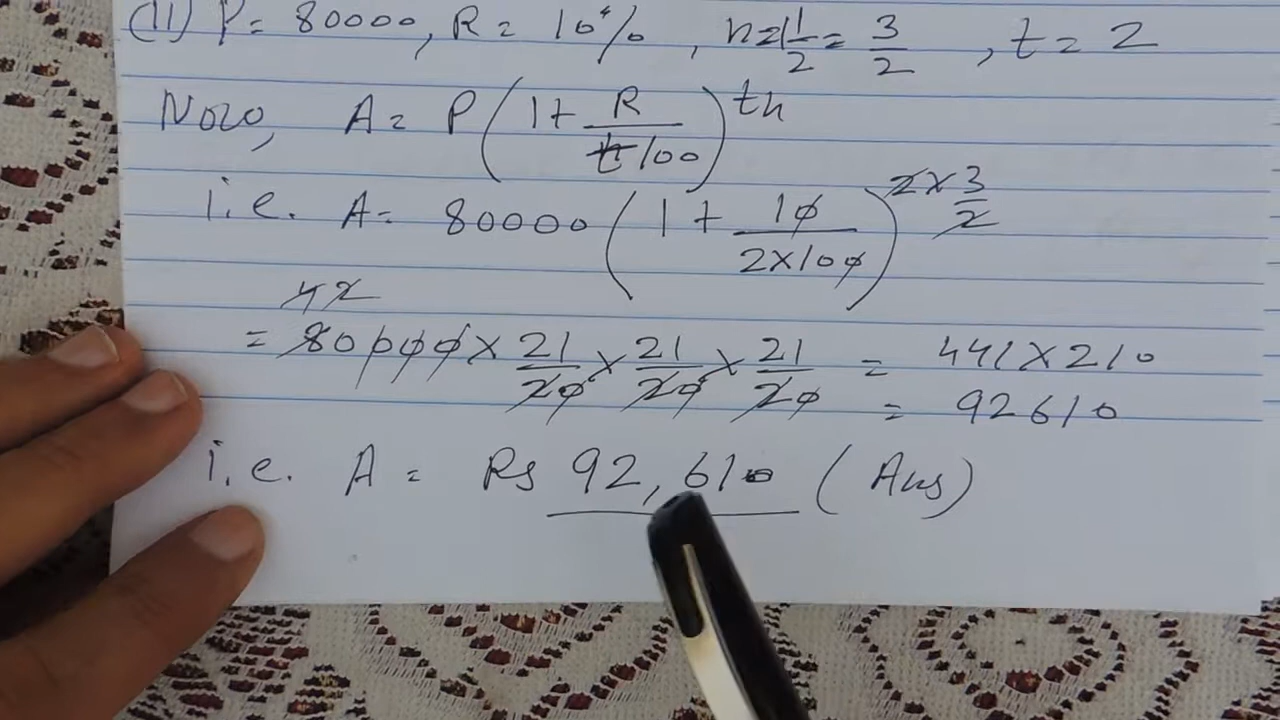 (11) P = 80000, R = 10%, n = 1 1/2 = 3/2, t = 2
Now, A = P(1 + R/t100)^tn
i.e. A = 80000(1 + 10/2×100)^2×3/2
42
= 80000 × 21/20 × 21/20 × 21/20 = 441×210
= 92610
i.e. A = Rs 92,610 (Ans)